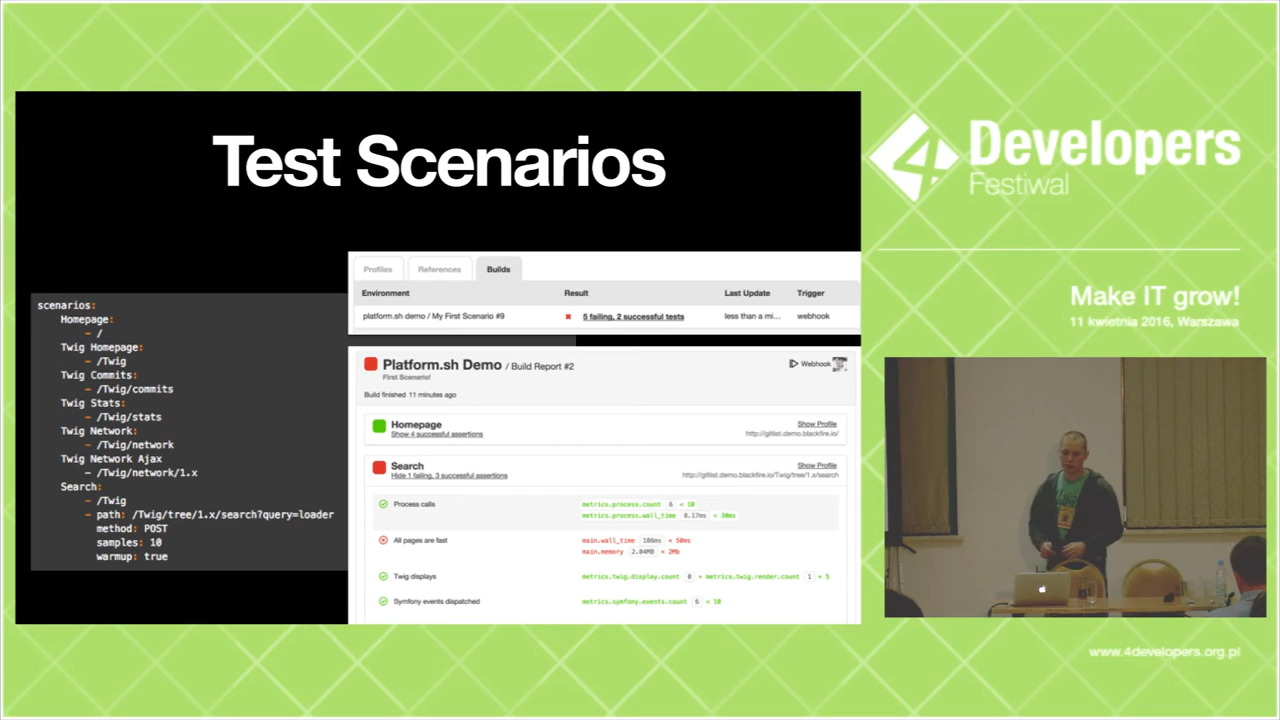 Test Scenarios
scenarios:
Homepage:
- /
Twig Homepage:
- /Twig
Twig Commits:
- /Twig/commits
Twig Stats:
- /Twig/stats
Twig Network:
- /Twig/network
Twig Network Ajax
- /Twig/network/1.x
Search:
- /Twig
- path: /Twig/tree/1.x/search?query=loader
method: POST
samples: 10
warmup: true
Profiles References Builds
Environment Result Last Update Trigger
platform.sh demo / My First Scenario #9 5 failing, 2 successful tests less than a mi... webhook
Platform.sh Demo / Build Report #2 Webhook
First Scenario!
Build finished 11 minutes ago
Homepage Show Profile
Show 4 successful assertions http://gitlist.demo.blackfire.io/
Search Show Profile
Hide 1 failing, 3 successful assertions http://gitlist.demo.blackfire.io/Twig/tree/1.x/search
Process calls metrics.process.count 6 < 10
metrics.process.wall_time 8.17ms < 30ms
All pages are fast main.wall_time 186ms < 50ms
main.memory 2.04MB < 2Mb
Twig displays metrics.twig.display.count 0 + metrics.twig.render.count 1 < 5
Symfony events dispatched metrics.symfony.events.count 6 < 10
4Developers
Festiwal
Make IT grow!
11 kwietnia 2016, Warszawa
www.4developers.org.pl